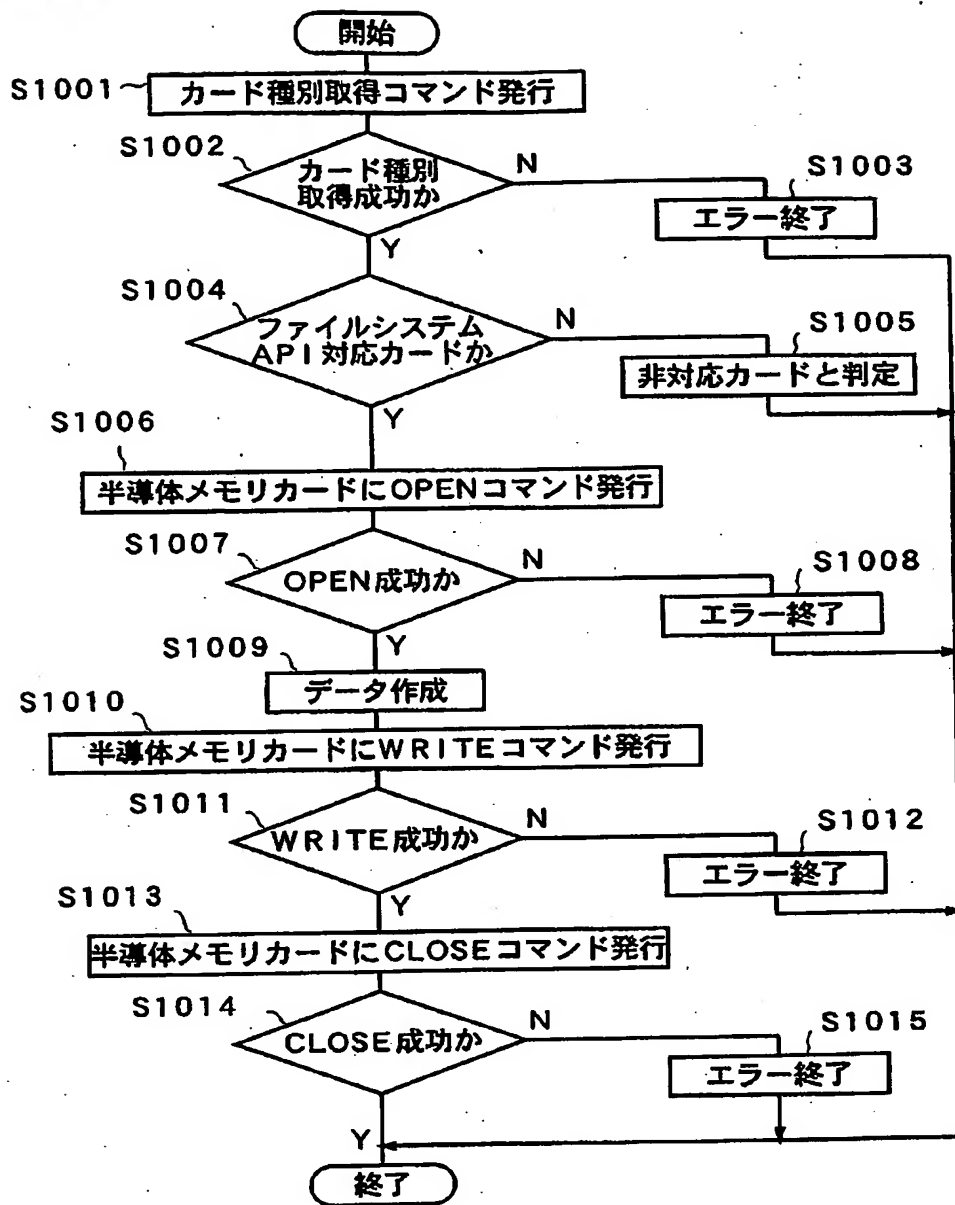 開始
S1001
カード種別取得コマンド発行
S1002
カード種別
取得成功か
N
Y
S1003
エラー終了
S1004
ファイルシステム
API対応カードか
N
Y
S1005
非対応カードと判定
S1006
半導体メモリカードにOPENコマンド発行
S1007
OPEN成功か
N
Y
S1008
エラー終了
S1009
データ作成
S1010
半導体メモリカードにWRITEコマンド発行
S1011
WRITE成功か
N
Y
S1012
エラー終了
S1013
半導体メモリカードにCLOSEコマンド発行
S1014
CLOSE成功か
N
Y
S1015
エラー終了
終了